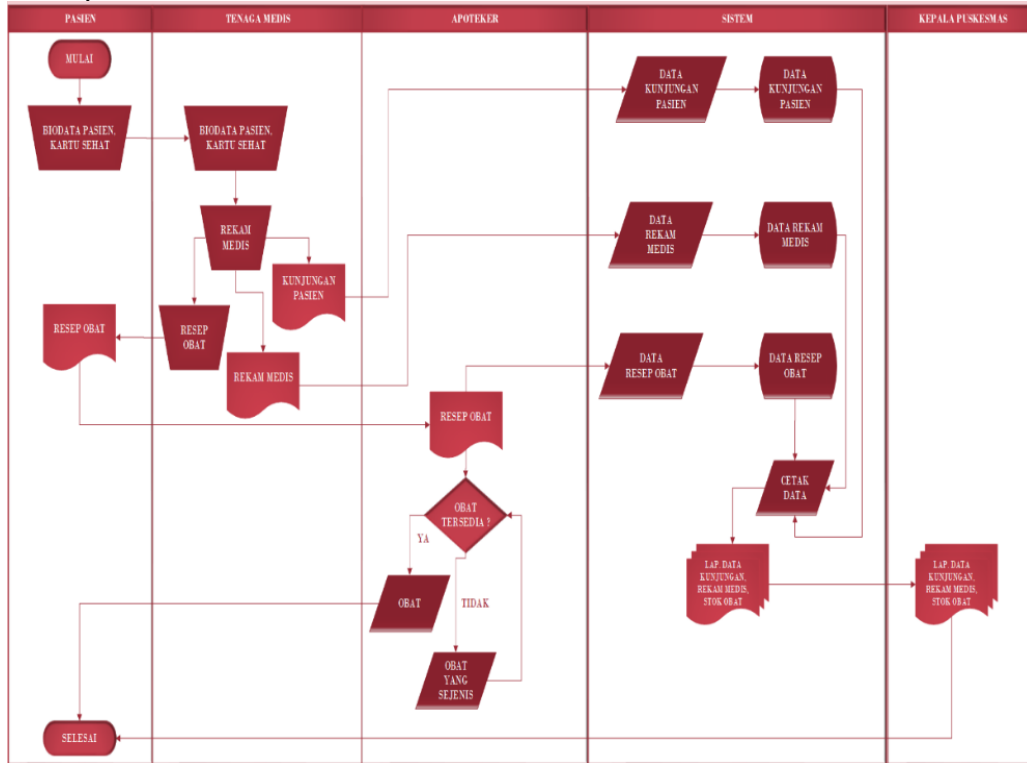 PASIEN
TENAGA MEDIS
APOTEKER
SISTEM
KEPALA PUSKESMAS
MULAI
BIODATA PASIEN,
KARTU SEHAT
BIODATA PASIEN,
KARTU SEHAT
DATA
KUNJUNGAN
PASIEN
DATA
KUNJUNGAN
PASIEN
REKAM
MEDIS
KUNJUNGAN
PASIEN
DATA
REKAM
MEDIS
DATA REKAM
MEDIS
RESEP OBAT
RESEP
OBAT
REKAM MEDIS
DATA
RESEP OBAT
DATA RESEP
OBAT
RESEP OBAT
OBAT
TERSEDIA ?
YA
TIDAK
OBAT
OBAT
YANG
SEJENIS
CETAK
DATA
LAP. DATA
KUNJUNGAN,
REKAM MEDIS,
STOK OBAT
LAP. DATA
KUNJUNGAN,
REKAM MEDIS,
STOK OBAT
SELESAI